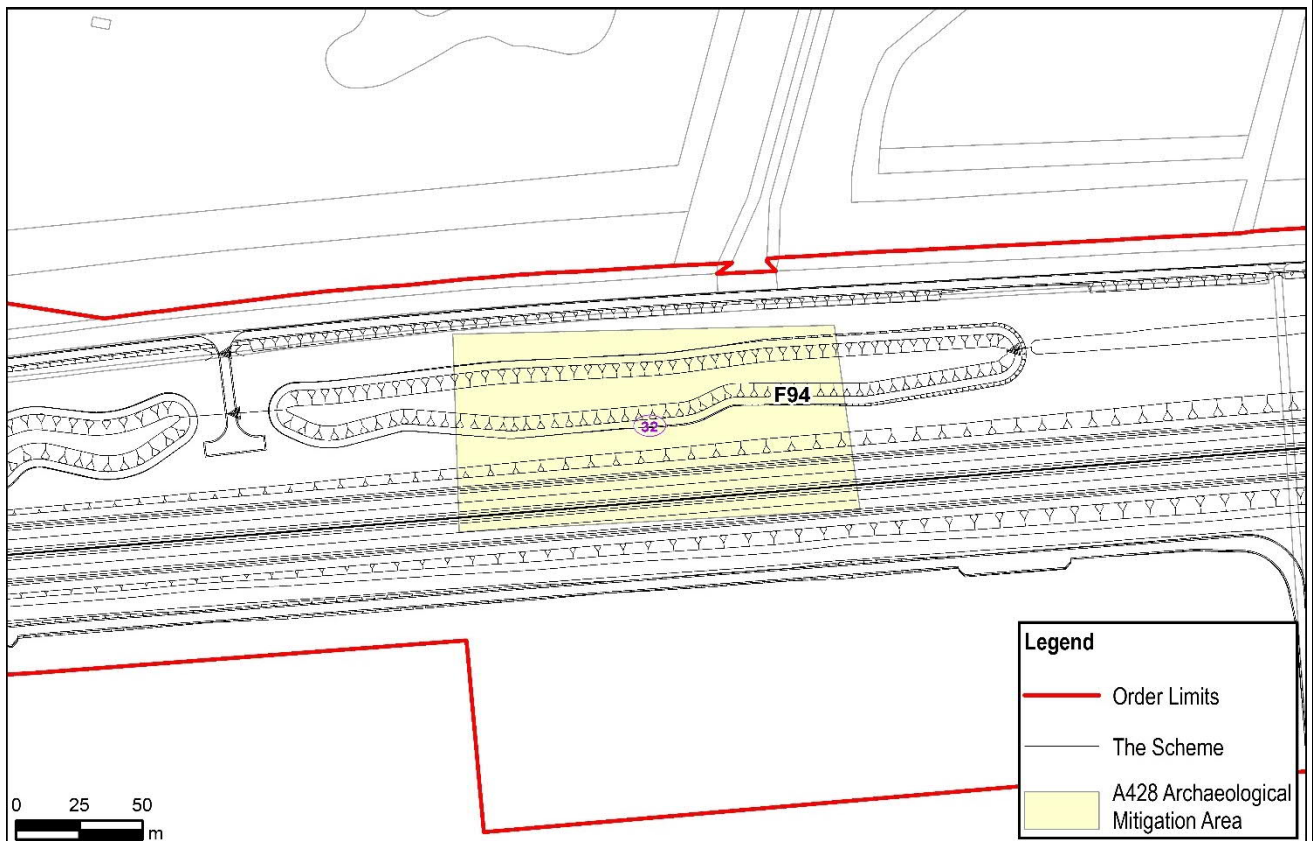 F94
32
Legend
Order Limits
The Scheme
A428 Archaeological
Mitigation Area
0 25 50
m